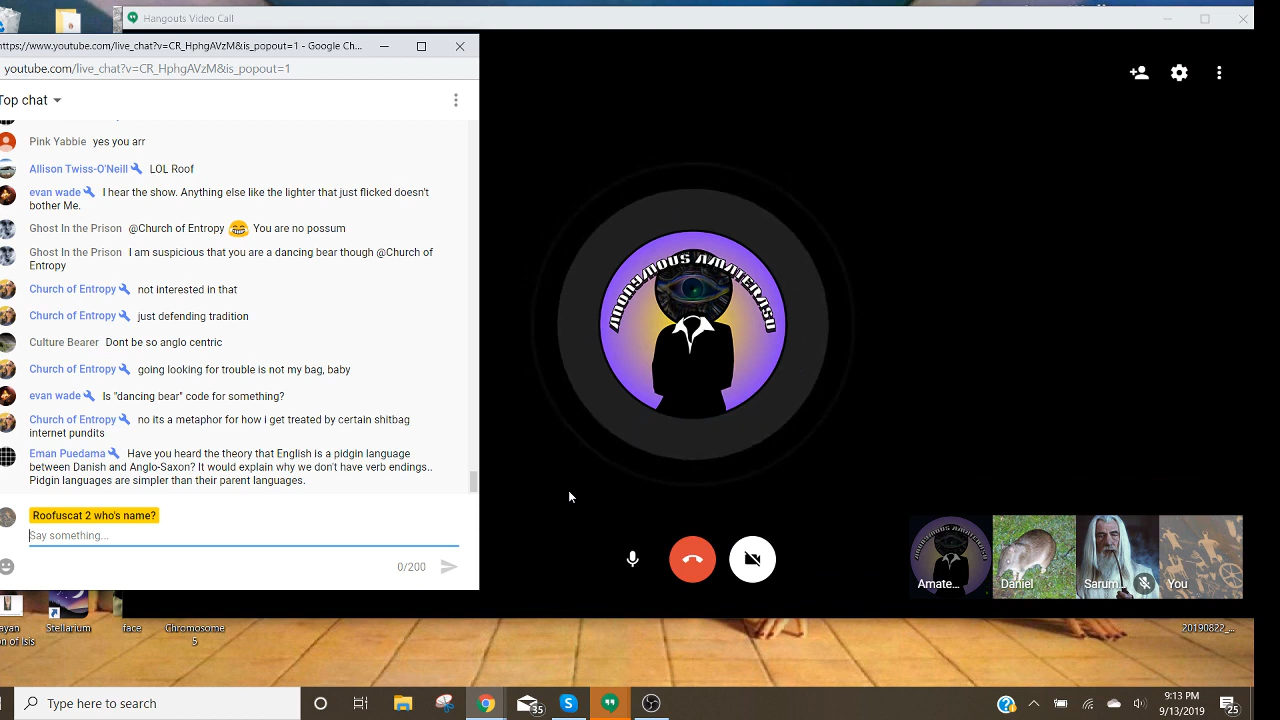 Hangouts Video Call
https://www.youtube.com/live_chat?v=CR_HphgAVzM&is_popout=1 - Google Ch...
youtube.com/live_chat?v=CR_HphgAVzM&is_popout=1
Top chat
Pink Yabbie yes you arr
Allison Twiss-O'Neill LOL Roof
evan wade I hear the show. Anything else like the lighter that just flicked doesn't
bother Me.
Ghost In the Prison @Church of Entropy 😂 You are no possum
Ghost In the Prison I am suspicious that you are a dancing bear though @Church of
Entropy
Church of Entropy not interested in that
Church of Entropy just defending tradition
Culture Bearer Dont be so anglo centric
Church of Entropy going looking for trouble is not my bag, baby
evan wade Is "dancing bear" code for something?
Church of Entropy no its a metaphor for how i get treated by certain shitbag
internet pundits
Eman Puedama Have you heard the theory that English is a pidgin language
between Danish and Anglo-Saxon? It would explain why we don't have verb endings..
Pidgin languages are simpler than their parent languages.
Roofuscat 2 who's name?
Say something...
0/200
ANONYMOUS AMATERASU
Amate...
Daniel
Sarum...
You
ayan
on of Isis
Stellarium
face
Chromosome
5
20190822_...
Type here to search
35
9:13 PM
9/13/2019
25